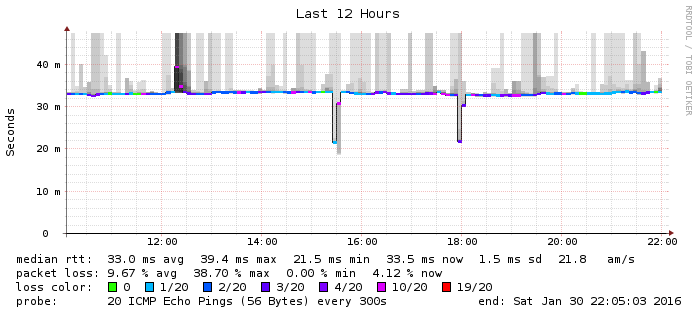 Last 12 Hours
RRDTOOL / TOBI OETIKER
Seconds
40 m
30 m
20 m
10 m
0
12:00 14:00 16:00 18:00 20:00 22:00
median rtt: 33.0 ms avg 39.4 ms max 21.5 ms min 33.5 ms now 1.5 ms sd 21.8 am/s
packet loss: 9.67 % avg 38.70 % max 0.00 % min 4.12 % now
loss color: 0 1/20 2/20 3/20 4/20 10/20 19/20
probe: 20 ICMP Echo Pings (56 Bytes) every 300s end: Sat Jan 30 22:05:03 2016